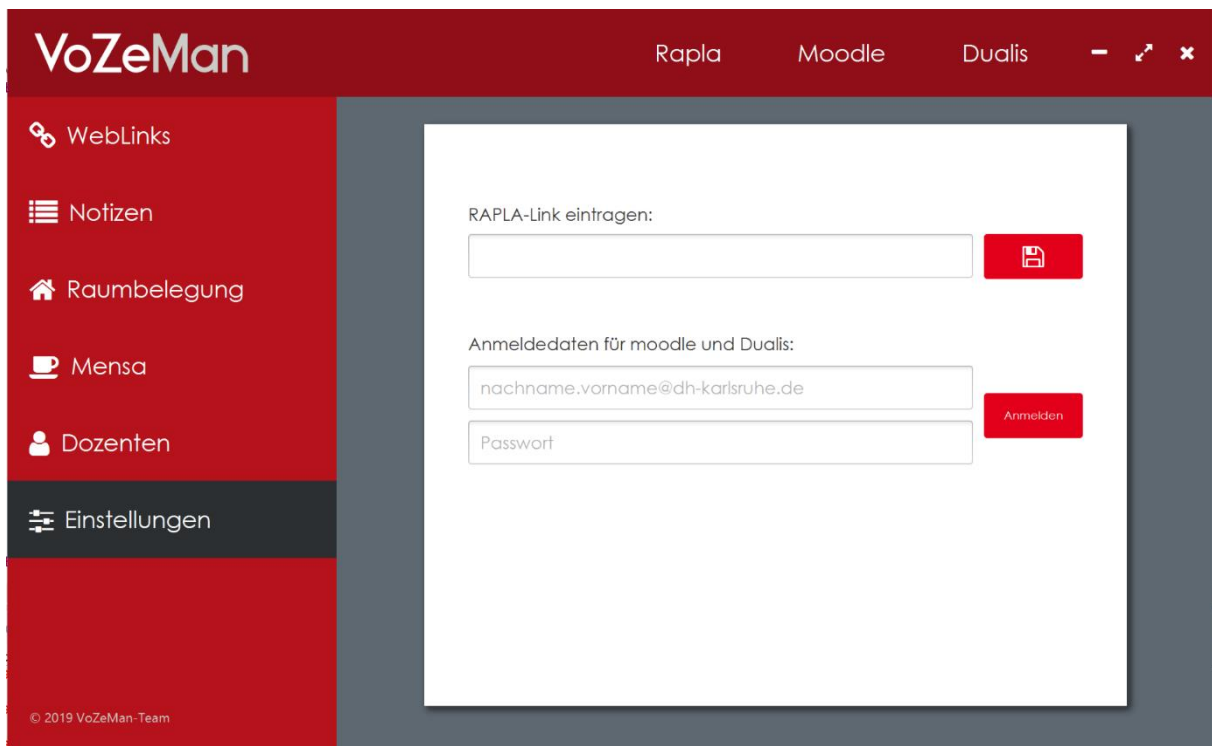 VoZeMan
Rapla Moodle Dualis
WebLinks
Notizen
Raumbelegung
Mensa
Dozenten
Einstellungen
© 2019 VoZeMan-Team
RAPLA-Link eintragen:
Anmeldedaten für moodle und Dualis:
nachname.vorname@dh-karlsruhe.de
Passwort
Anmelden